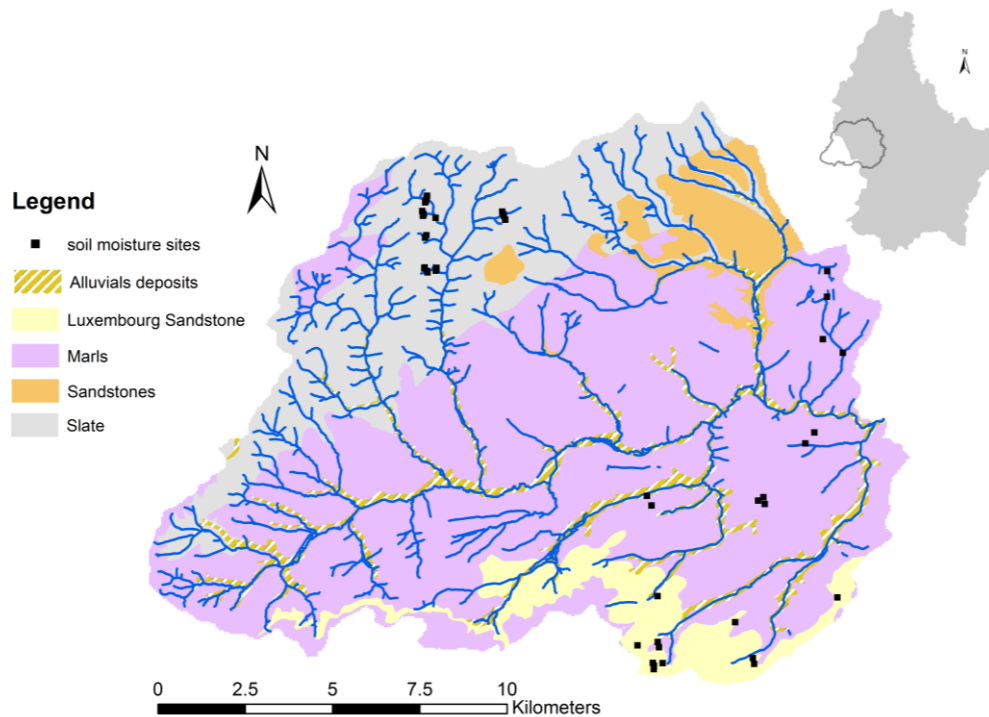 N
N
Legend
soil moisture sites
Alluvials deposits
Luxembourg Sandstone
Marls
Sandstones
Slate
0 2.5 5 7.5 10
Kilometers